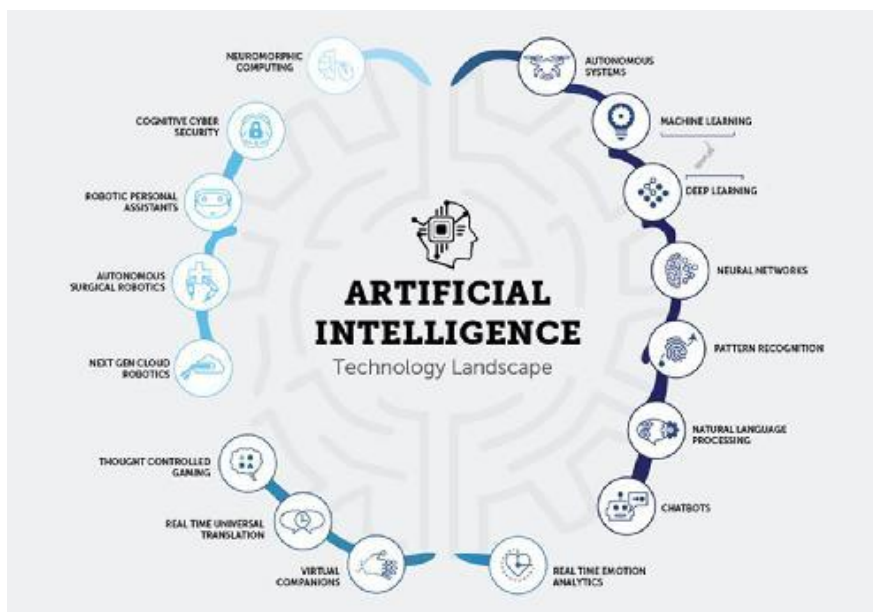 ARTIFICIAL
INTELLIGENCE
Technology Landscape
NEUROMORPHIC
COMPUTING
COGNITIVE CYBER
SECURITY
ROBOTIC PERSONAL
ASSISTANTS
AUTONOMOUS
SURGICAL ROBOTICS
NEXT GEN CLOUD
ROBOTICS
THOUGHT CONTROLLED
GAMING
REAL TIME UNIVERSAL
TRANSLATION
VIRTUAL
COMPANIONS
AUTONOMOUS
SYSTEMS
MACHINE LEARNING
DEEP LEARNING
NEURAL NETWORKS
PATTERN RECOGNITION
NATURAL LANGUAGE
PROCESSING
CHATBOTS
REAL TIME EMOTION
ANALYTICS